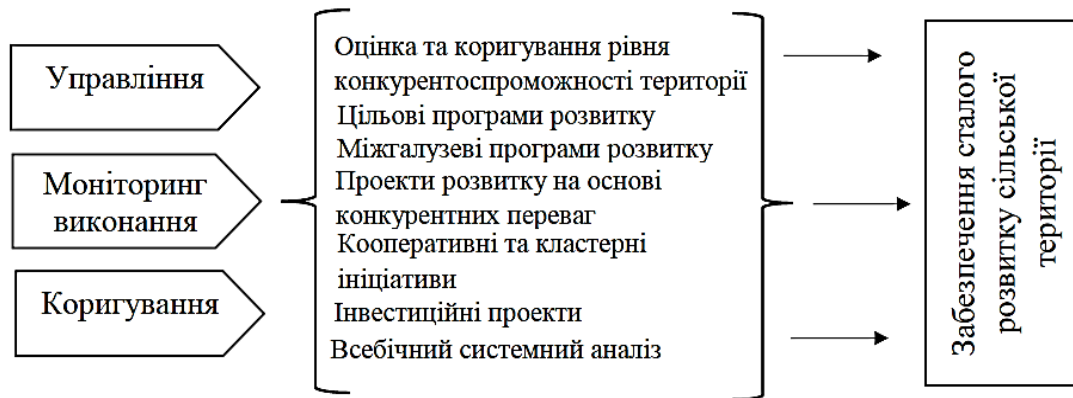 Управління
Моніторинг
виконання
Коригування
Оцінка та коригування рівня
конкурентоспроможності території
Цільові програми розвитку
Міжгалузеві програми розвитку
Проекти розвитку на основі
конкурентних переваг
Кооперативні та кластерні
ініціативи
Інвестиційні проекти
Всебічний системний аналіз
Забезпечення сталого
розвитку сільської
території